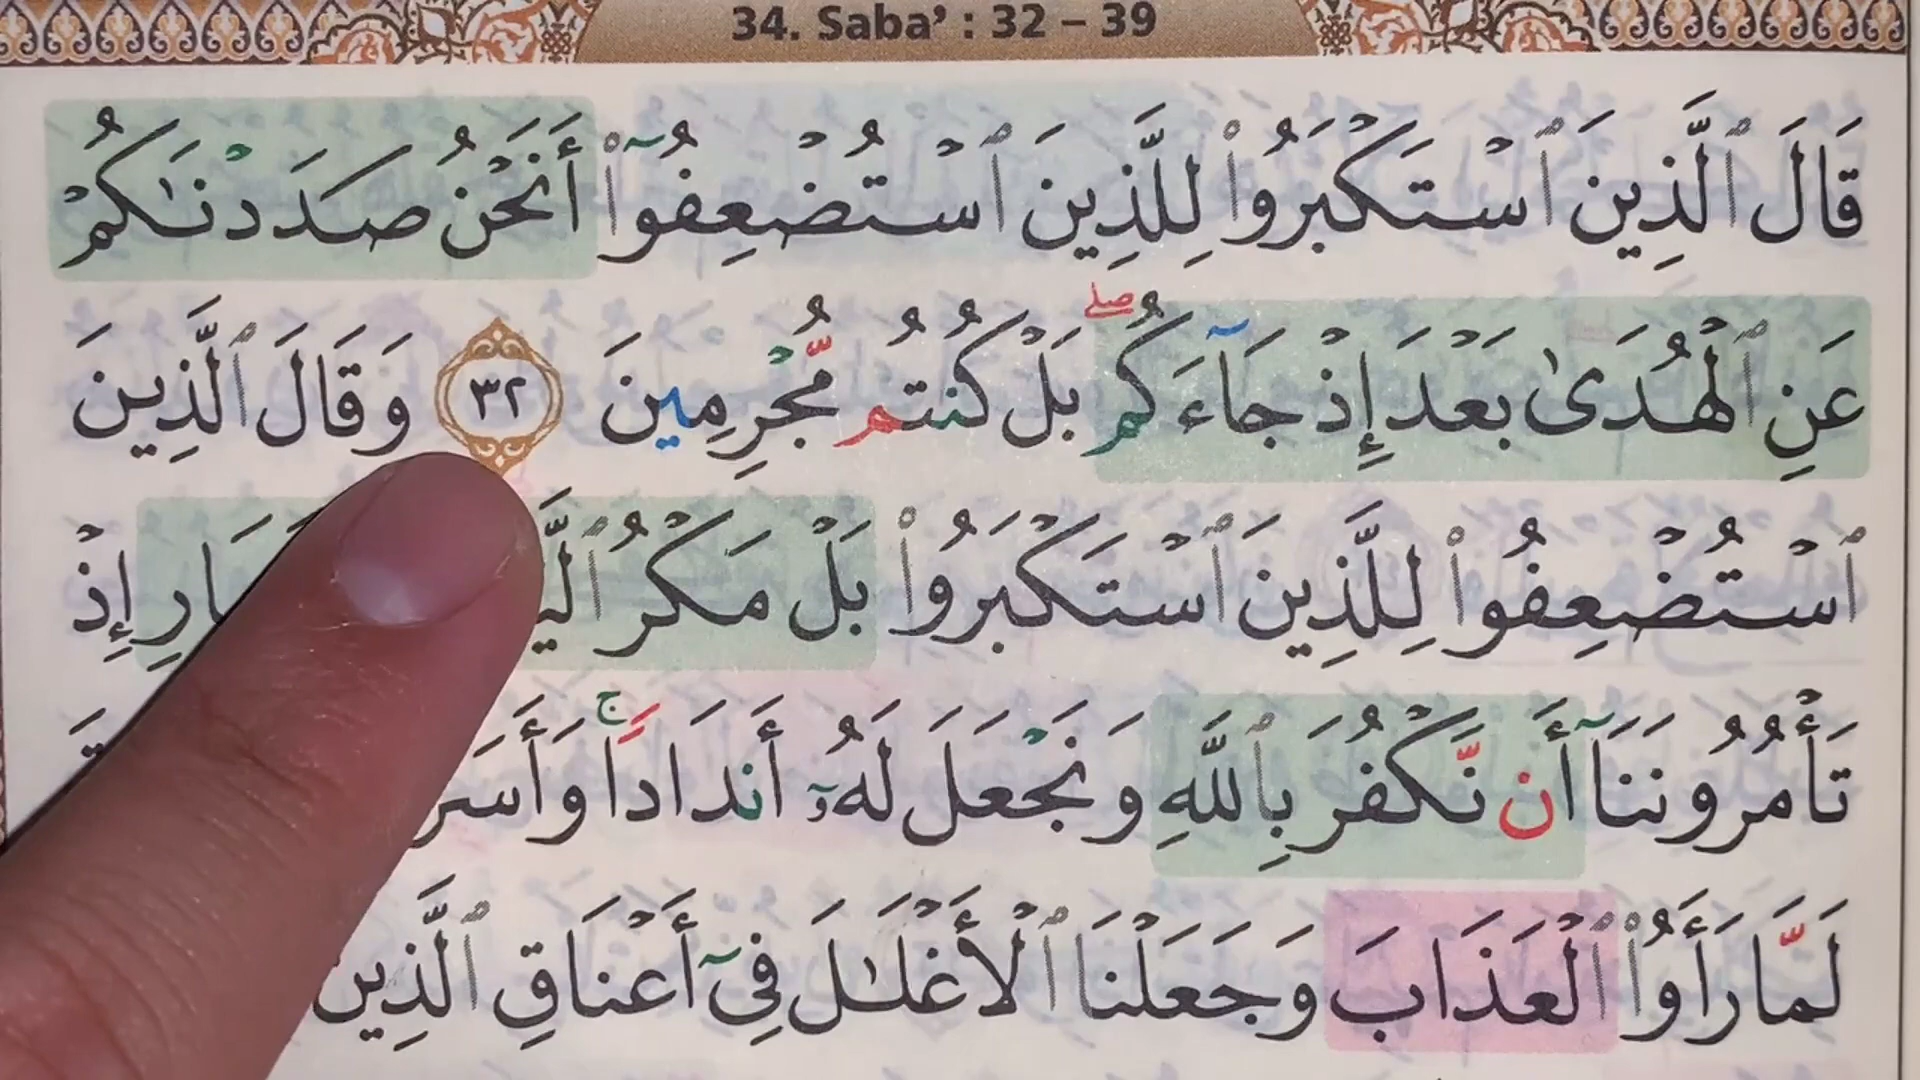 34. Saba’ : 32 – 39
قَالَ ٱلَّذِينَ ٱسْتَكْبَرُوا۟ لِلَّذِينَ ٱسْتُضْعِفُوٓا۟ أَنَحْنُ صَدَدْنَـٰكُمْ
عَنِ ٱلْهُدَىٰ بَعْدَ إِذْ جَآءَكُم ۖ بَلْ كُنتُم مُّجْرِمِينَ ٣٢ وَقَالَ ٱلَّذِينَ
ٱسْتُضْعِفُوا۟ لِلَّذِينَ ٱسْتَكْبَرُوا۟ بَلْ مَكْرُ إِذْ
تَأْمُرُونَنَآ أَن نَّكْفُرَ بِٱللَّهِ وَنَجْعَلَ لَهُۥٓ أَندَادًا ۚ
لَمَّا رَأَوُا۟ ٱلْعَذَابَ وَجَعَلْنَا ٱلْأَغْلَـٰلَ فِىٓ أَعْنَاقِ ٱلَّذِينَ